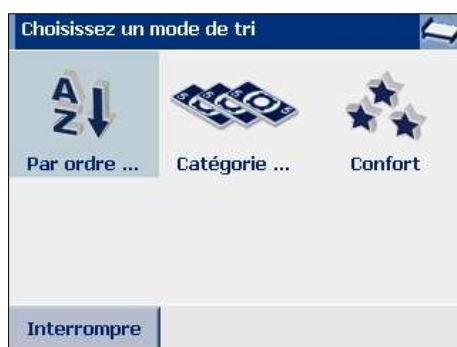 Choisissez un mode de tri
A
Z
Par ordre ...
Catégorie ...
Confort
Interrompre